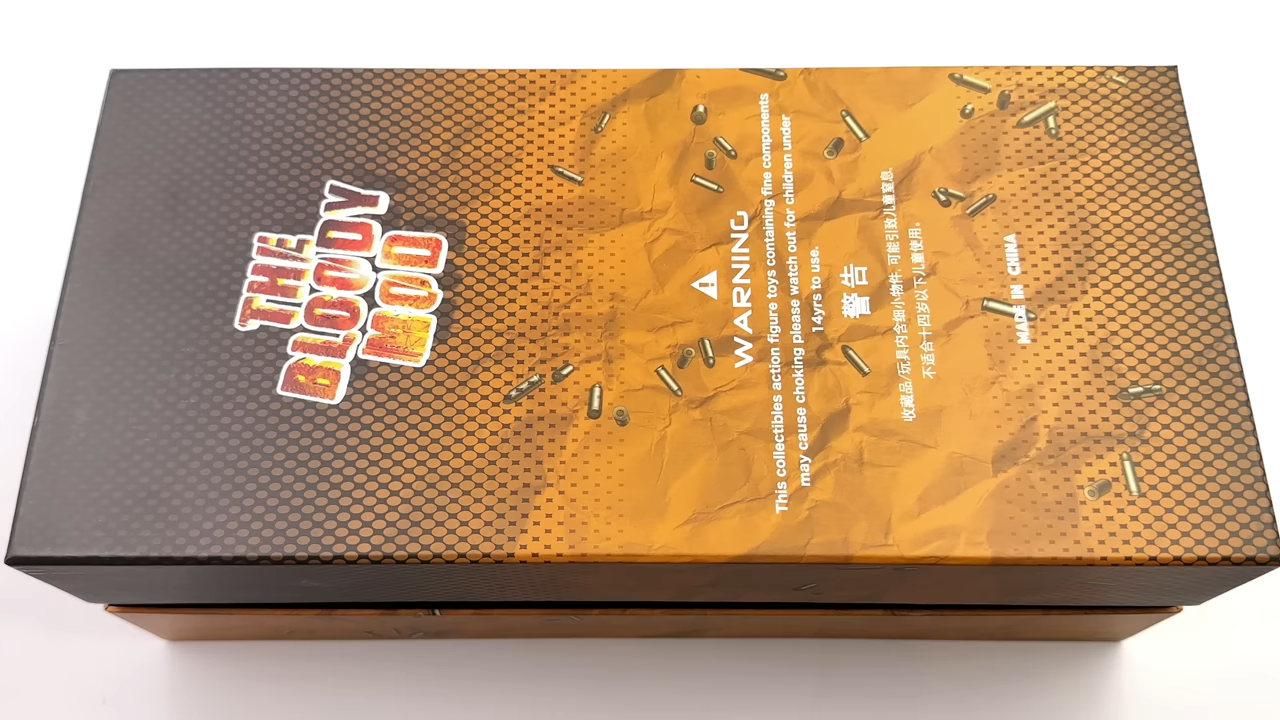 THE
BLOODY
MOD
WARNING
This collectibles action figure toys containing fine components
may cause choking please watch out for children under
14yrs to use.
警告
收藏品/玩具内含细小物件,可能引致儿童窒息,
不适合十四岁以下儿童使用。
MADE IN CHINA